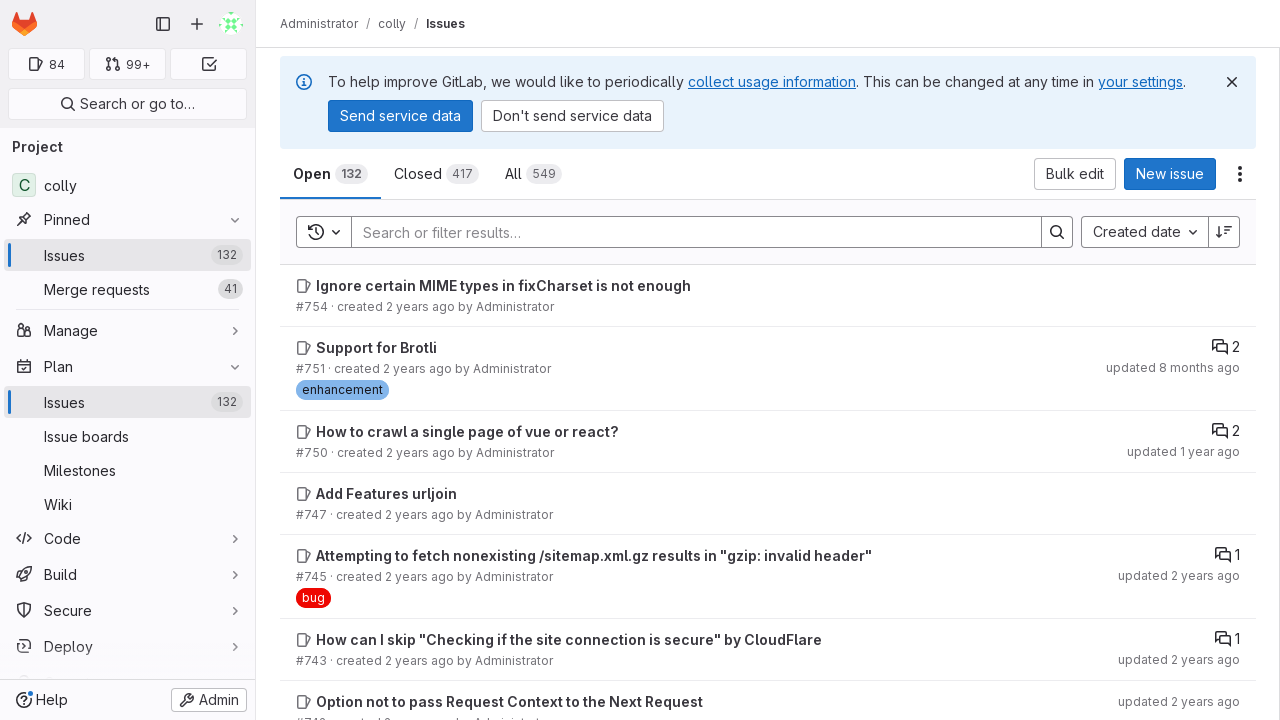 Administrator / colly / Issues
84
99+
Search or go to…
Project
C colly
Pinned
Issues 132
Merge requests 41
Manage
Plan
Issues 132
Issue boards
Milestones
Wiki
Code
Build
Secure
Deploy
Help
Admin
To help improve GitLab, we would like to periodically collect usage information. This can be changed at any time in your settings.
Send service data
Don't send service data
Open 132
Closed 417
All 549
Bulk edit
New issue
Search or filter results…
Created date
Ignore certain MIME types in fixCharset is not enough
#754 · created 2 years ago by Administrator
Support for Brotli
2
#751 · created 2 years ago by Administrator
updated 8 months ago
enhancement
How to crawl a single page of vue or react?
2
#750 · created 2 years ago by Administrator
updated 1 year ago
Add Features urljoin
#747 · created 2 years ago by Administrator
Attempting to fetch nonexisting /sitemap.xml.gz results in "gzip: invalid header"
1
#745 · created 2 years ago by Administrator
updated 2 years ago
bug
How can I skip "Checking if the site connection is secure" by CloudFlare
1
#743 · created 2 years ago by Administrator
updated 2 years ago
Option not to pass Request Context to the Next Request
updated 2 years ago